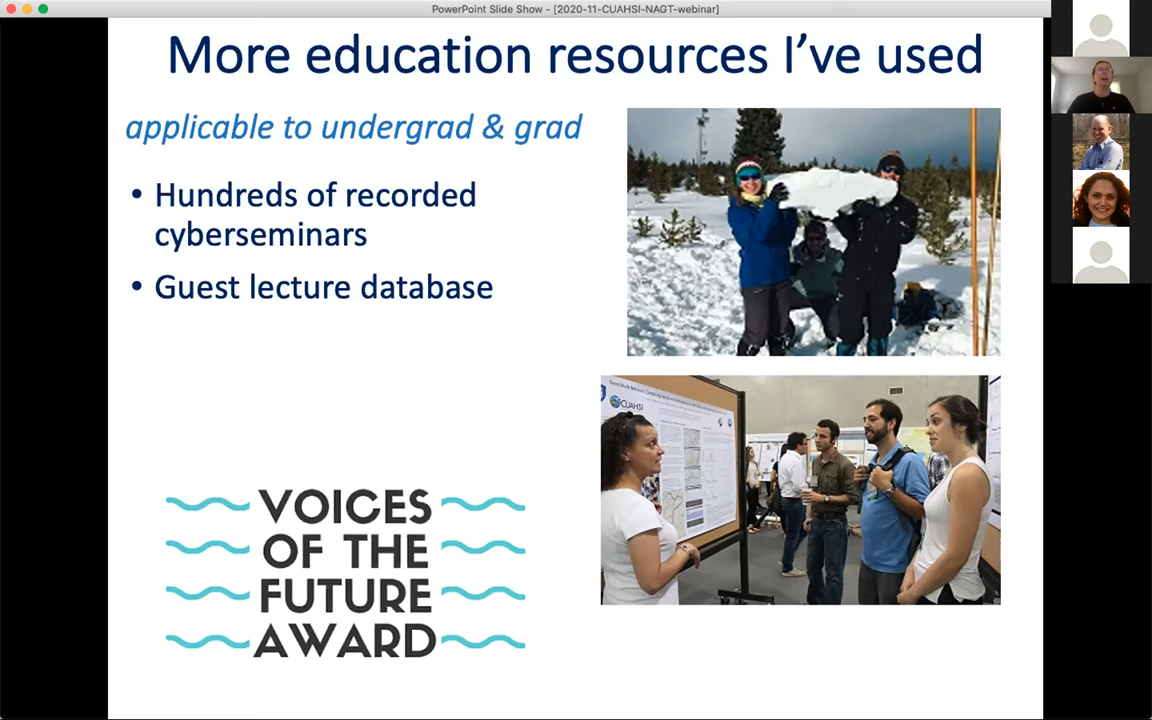 PowerPoint Slide Show - [2020-11-CUAHSI-NAGT-webinar]
More education resources I've used
applicable to undergrad & grad
• Hundreds of recorded
cyberseminars
• Guest lecture database
CUAHSI
VOICES
OF THE
FUTURE
AWARD